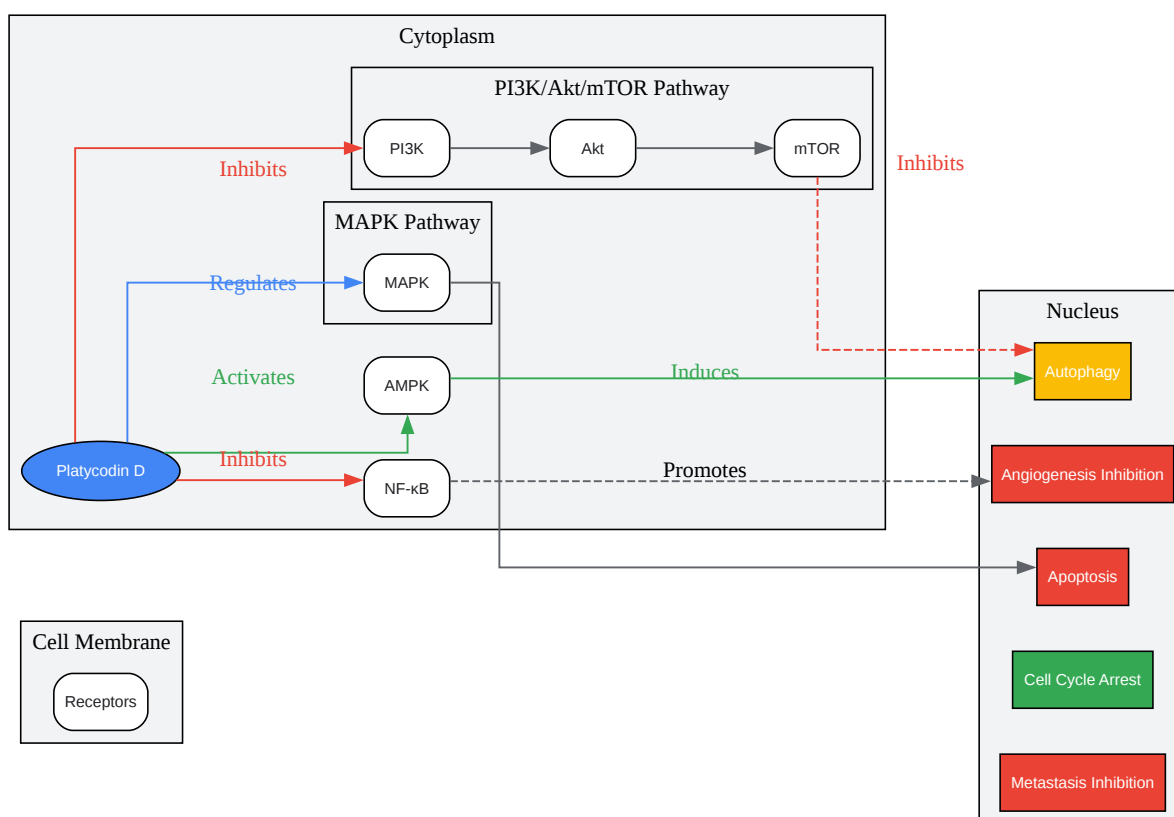 Cytoplasm
PI3K/Akt/mTOR Pathway
PI3K
Akt
mTOR
Inhibits
Inhibits
MAPK Pathway
Regulates
MAPK
Nucleus
Activates
AMPK
Induces
Autophagy
Platycodin D
Inhibits
NF-κB
Promotes
Angiogenesis Inhibition
Apoptosis
Cell Membrane
Receptors
Cell Cycle Arrest
Metastasis Inhibition